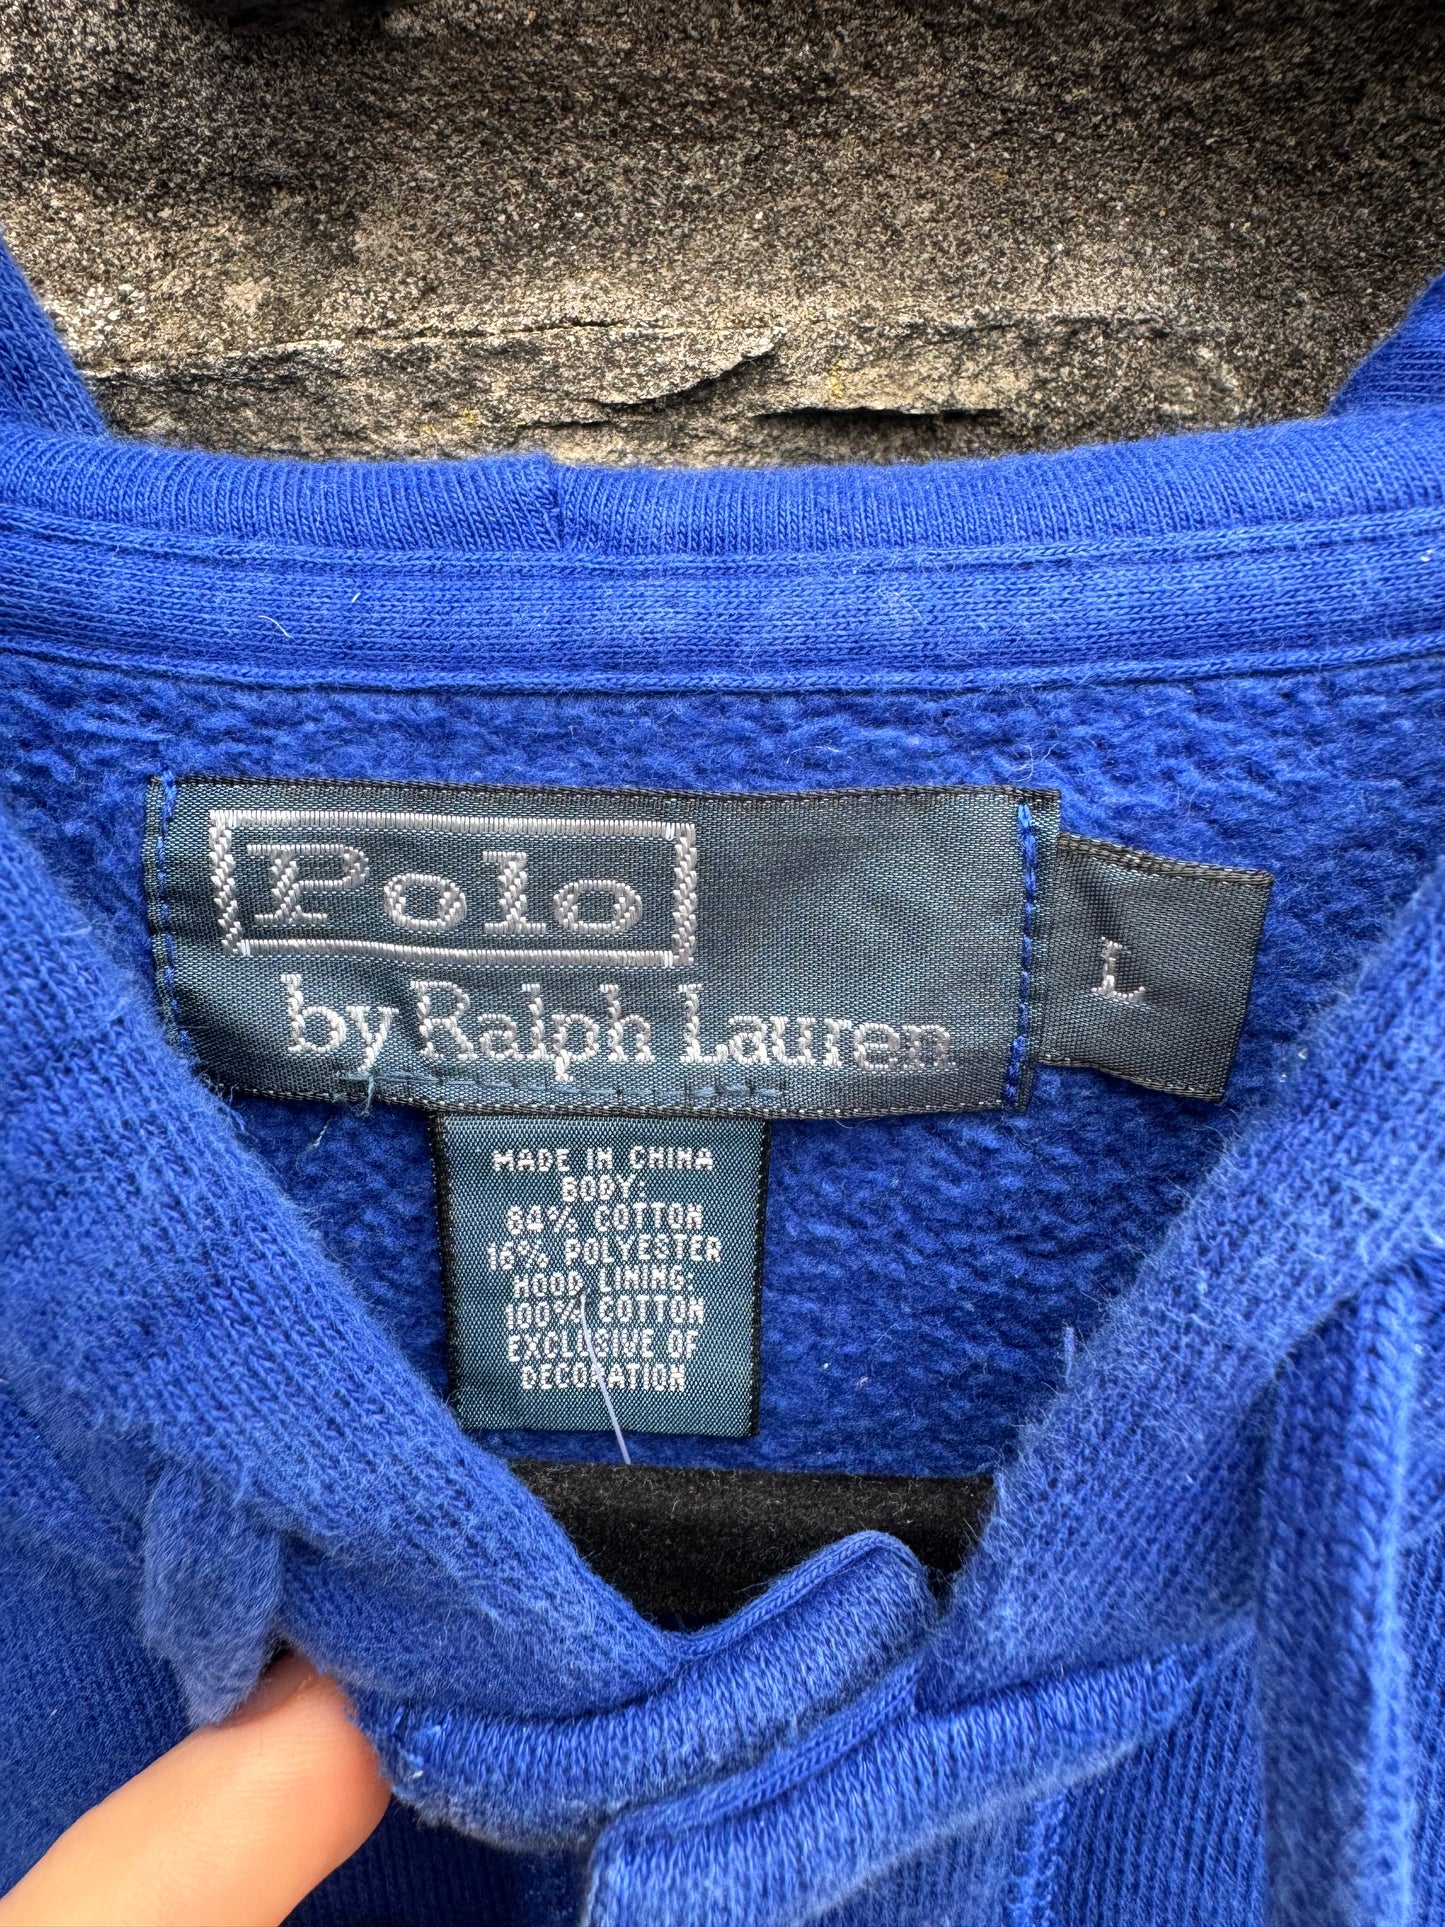 Polo
by Ralph Lauren
L
MADE IN CHINA
BODY:
84% COTTON
16% POLYESTER
HOOD LINING:
100% COTTON
EXCLUSIVE OF
DECORATION